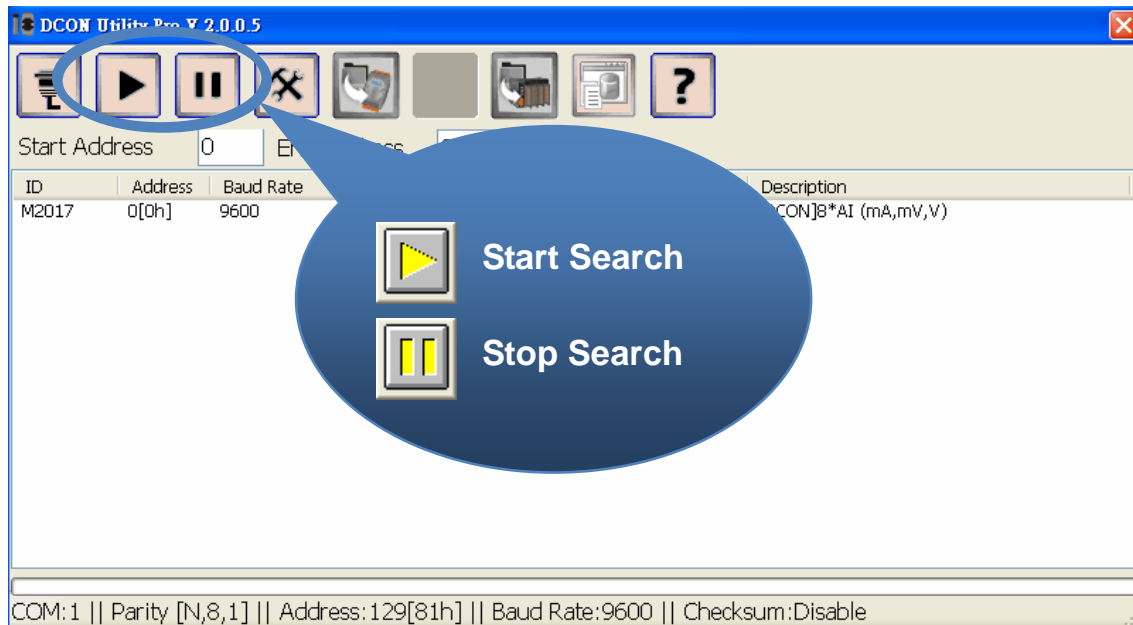 DCON Utility Pro V 2.0.0.5
?
Start Address 0
ID Address Baud Rate Description
M2017 0[0h] 9600 CON]8*AI (mA,mV,V)
Start Search
Stop Search
COM:1 || Parity [N,8,1] || Address:129[81h] || Baud Rate:9600 || Checksum:Disable